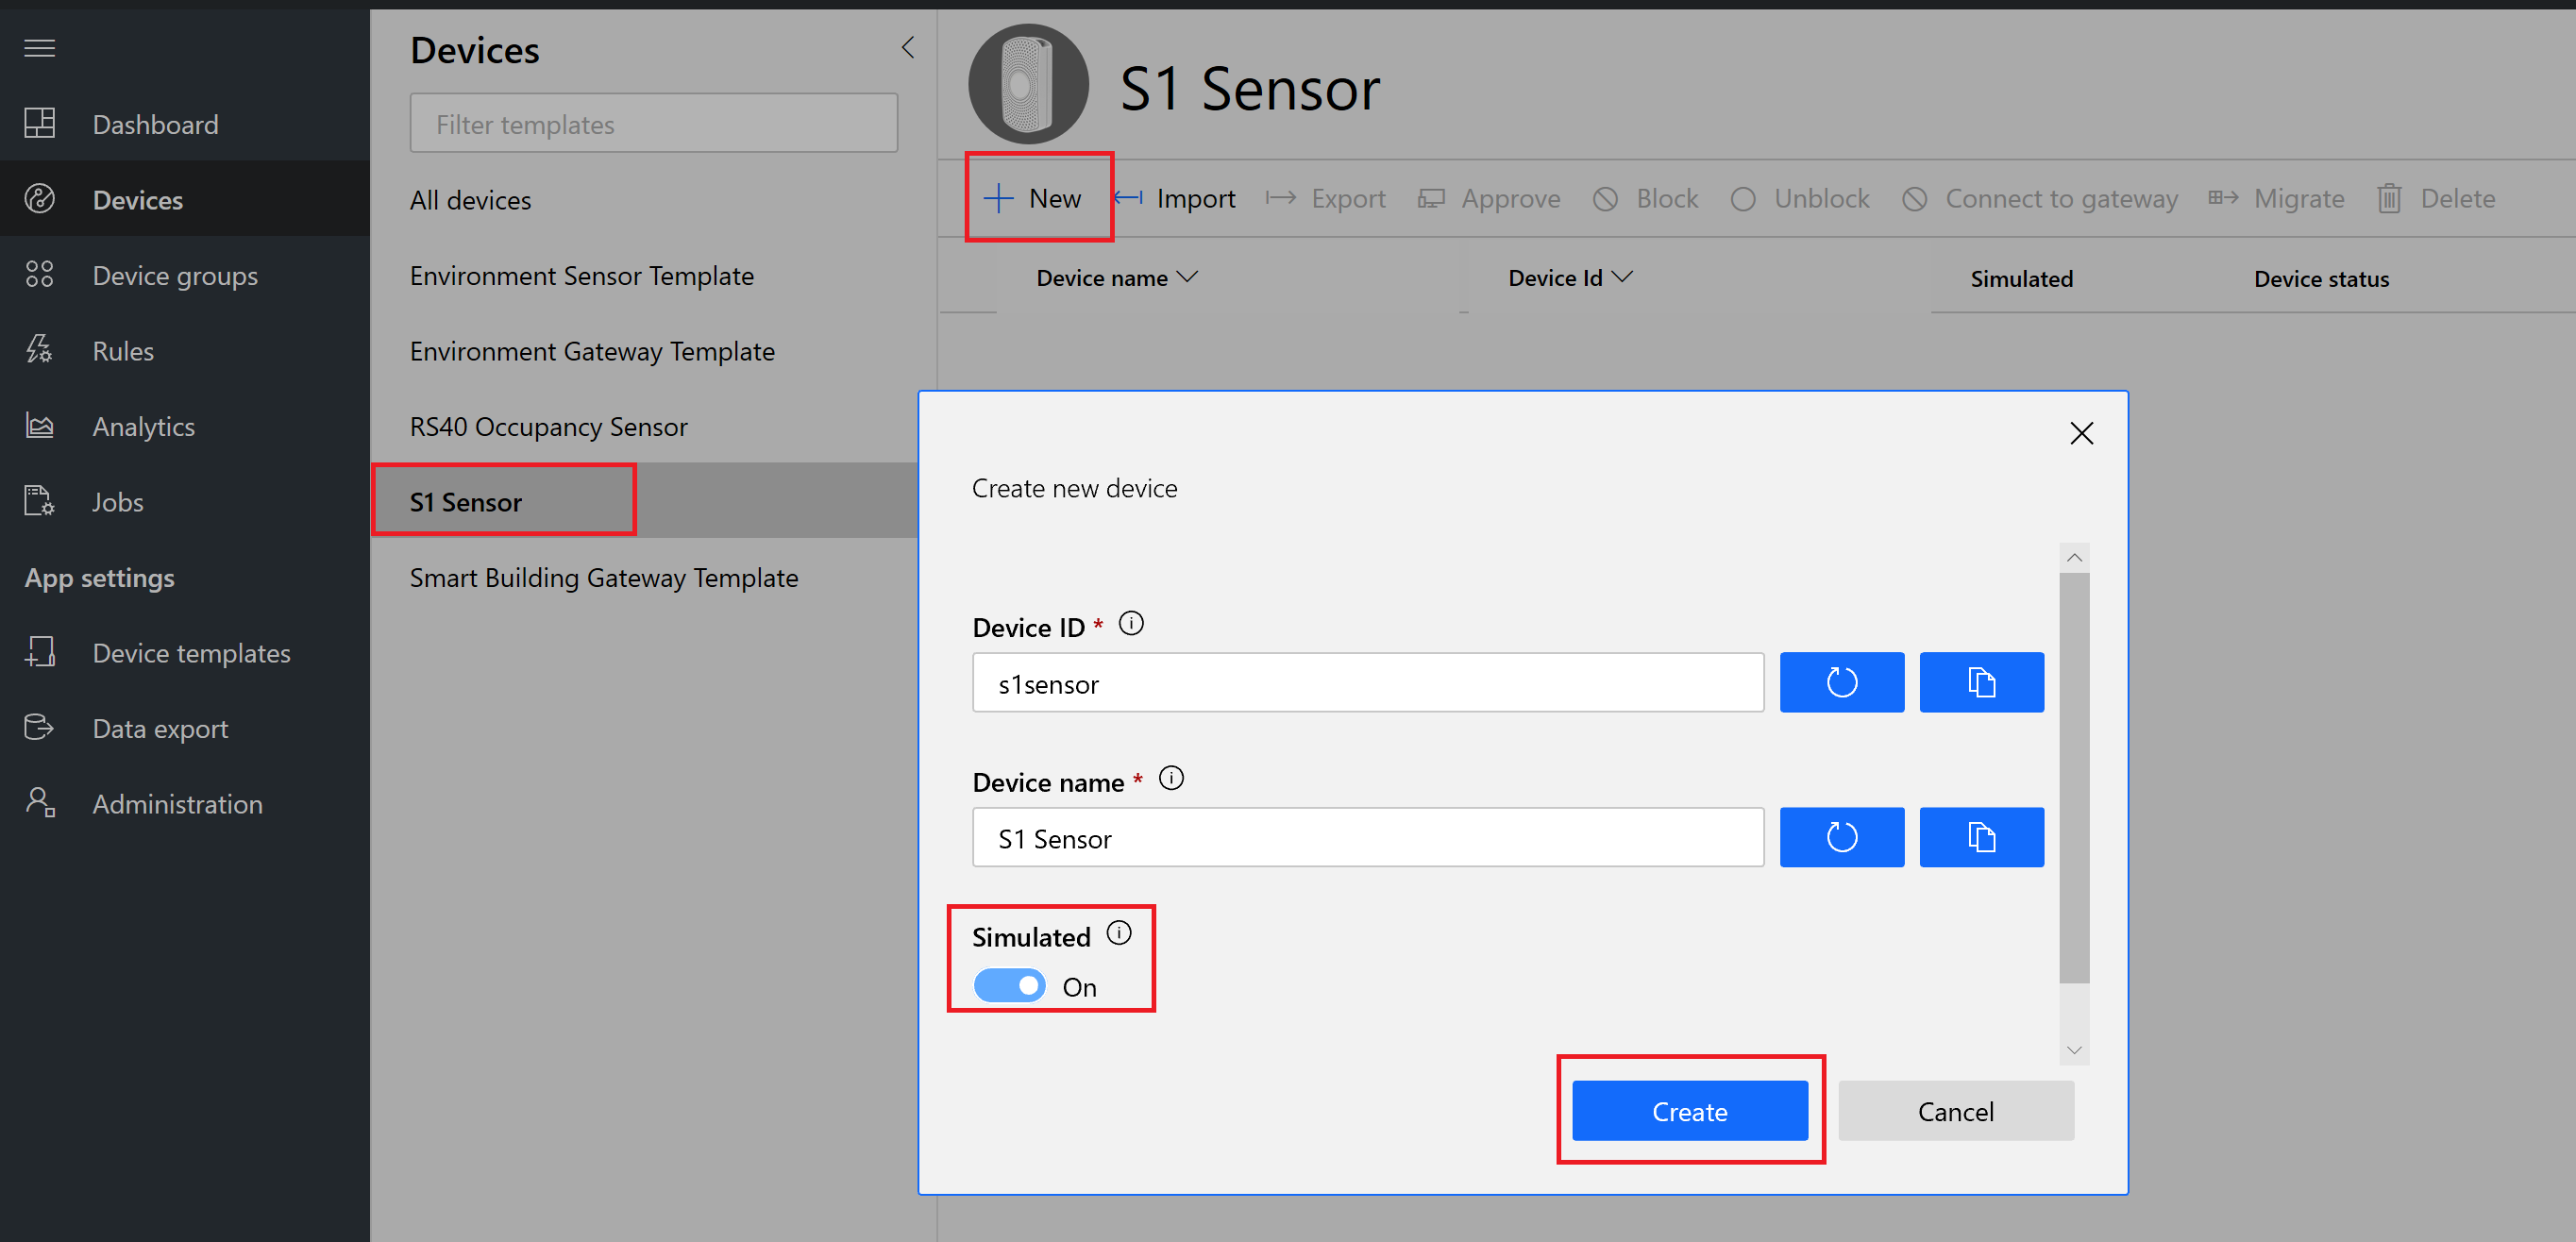 Dashboard
Devices
Device groups
Rules
Analytics
Jobs
App settings
Device templates
Data export
Administration
Devices
Filter templates
All devices
Environment Sensor Template
Environment Gateway Template
RS40 Occupancy Sensor
S1 Sensor
Smart Building Gateway Template
S1 Sensor
New Import Export Approve Block Unblock Connect to gateway Migrate Delete
Device name Device Id Simulated Device status
Create new device
Device ID *
s1sensor
Device name *
S1 Sensor
Simulated
On
Create Cancel